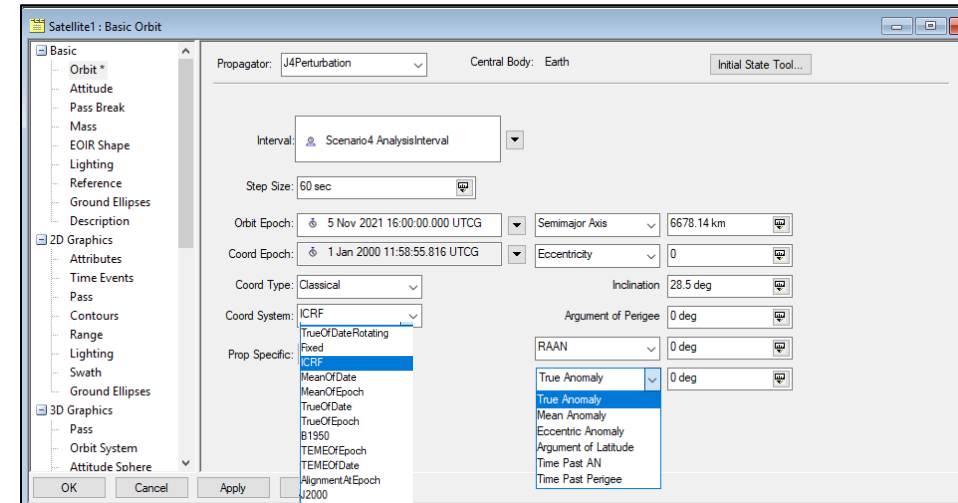 Satellite1 : Basic Orbit
Basic
Orbit *
Attitude
Pass Break
Mass
EOIR Shape
Lighting
Reference
Ground Ellipses
Description
2D Graphics
Attributes
Time Events
Pass
Contours
Range
Lighting
Swath
Ground Ellipses
3D Graphics
Pass
Orbit System
Attitude Sphere
Propagator: J4Perturbation Central Body: Earth Initial State Tool...
Interval: Scenario4 AnalysisInterval
Step Size: 60 sec
Orbit Epoch: 5 Nov 2021 16:00:00.000 UTCG Semimajor Axis 6678.14 km
Coord Epoch: 1 Jan 2000 11:58:55.816 UTCG Eccentricity 0
Coord Type: Classical Inclination 28.5 deg
Coord System: ICRF Argument of Perigee 0 deg
Prop Specific: RAAN 0 deg
True Anomaly 0 deg
TrueOfDateRotating
Fixed
ICRF
MeanOfDate
MeanOfEpoch
TrueOfDate
TrueOfEpoch
B1950
TEMEOfEpoch
TEMEOfDate
AlignmentAtEpoch
J2000
True Anomaly
Mean Anomaly
Eccentric Anomaly
Argument of Latitude
Time Past AN
Time Past Perigee
OK Cancel Apply